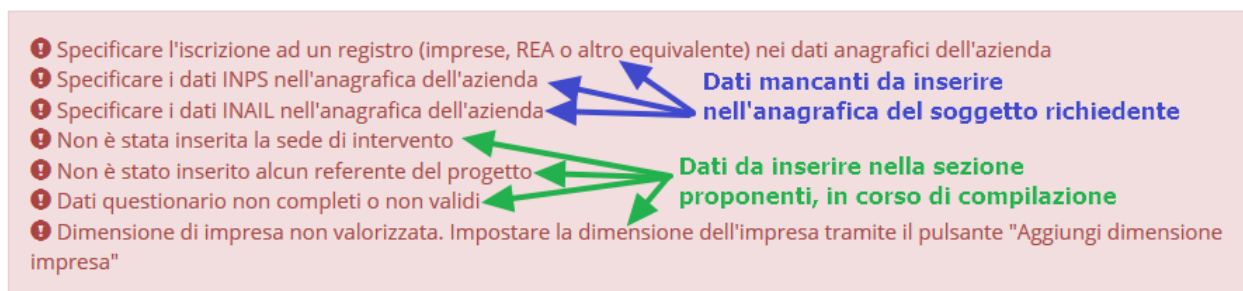 Specificare l'iscrizione ad un registro (imprese, REA o altro equivalente) nei dati anagrafici dell'azienda
Specificare i dati INPS nell'anagrafica dell'azienda
Specificare i dati INAIL nell'anagrafica dell'azienda
Dati mancanti da inserire
nell'anagrafica del soggetto richiedente
Non è stata inserita la sede di intervento
Non è stato inserito alcun referente del progetto
Dati questionario non completi o non validi
Dati da inserire nella sezione
proponenti, in corso di compilazione
Dimensione di impresa non valorizzata. Impostare la dimensione dell'impresa tramite il pulsante "Aggiungi dimensione
impresa"